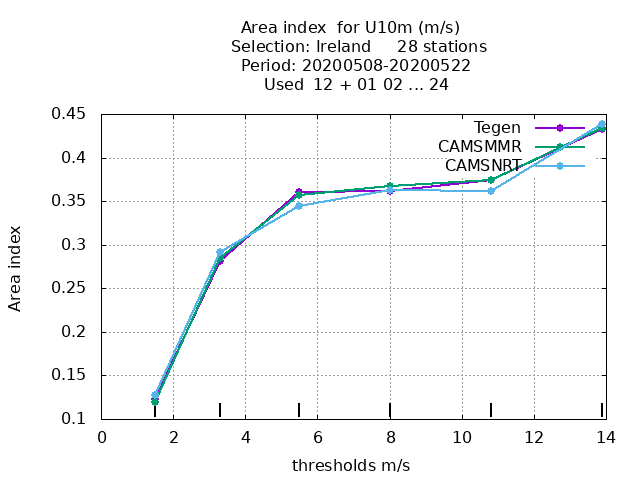 Area index  for U10m (m/s)
Selection: Ireland     28 stations
Period: 20200508-20200522
Used  12 + 01 02 ... 24
Area index
0.45
0.4
0.35
0.3
0.25
0.2
0.15
0.1
Tegen
CAMSMMR
CAMSNRT
0 2 4 6 8 10 12 14
thresholds m/s